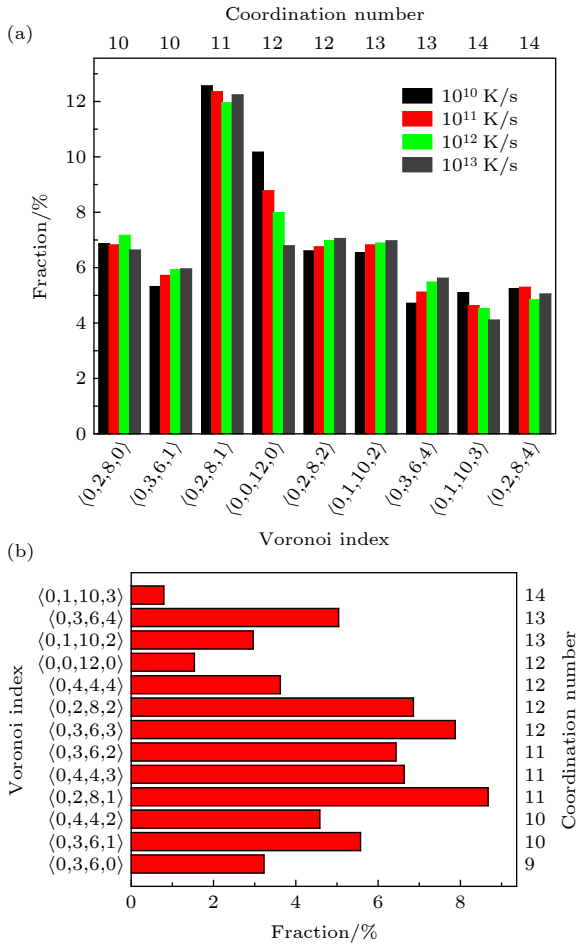 Coordination number
(a)
10 10 11 12 12 13 13 14 14
10¹⁰ K/s
10¹¹ K/s
10¹² K/s
10¹³ K/s
Fraction/%
12
10
8
6
4
2
0
⟨0,2,8,0⟩ ⟨0,3,6,1⟩ ⟨0,2,8,1⟩ ⟨0,0,12,0⟩ ⟨0,2,8,2⟩ ⟨0,1,10,2⟩ ⟨0,3,6,4⟩ ⟨0,1,10,3⟩ ⟨0,2,8,4⟩
Voronoi index
(b)
Voronoi index
⟨0,1,10,3⟩ 14
⟨0,3,6,4⟩ 13
⟨0,1,10,2⟩ 13
⟨0,0,12,0⟩ 12
⟨0,4,4,4⟩ 12
⟨0,2,8,2⟩ 12
⟨0,3,6,3⟩ 12
⟨0,3,6,2⟩ 11
⟨0,4,4,3⟩ 11
⟨0,2,8,1⟩ 11
⟨0,4,4,2⟩ 10
⟨0,3,6,1⟩ 10
⟨0,3,6,0⟩ 9
Coordination number
0 2 4 6 8
Fraction/%